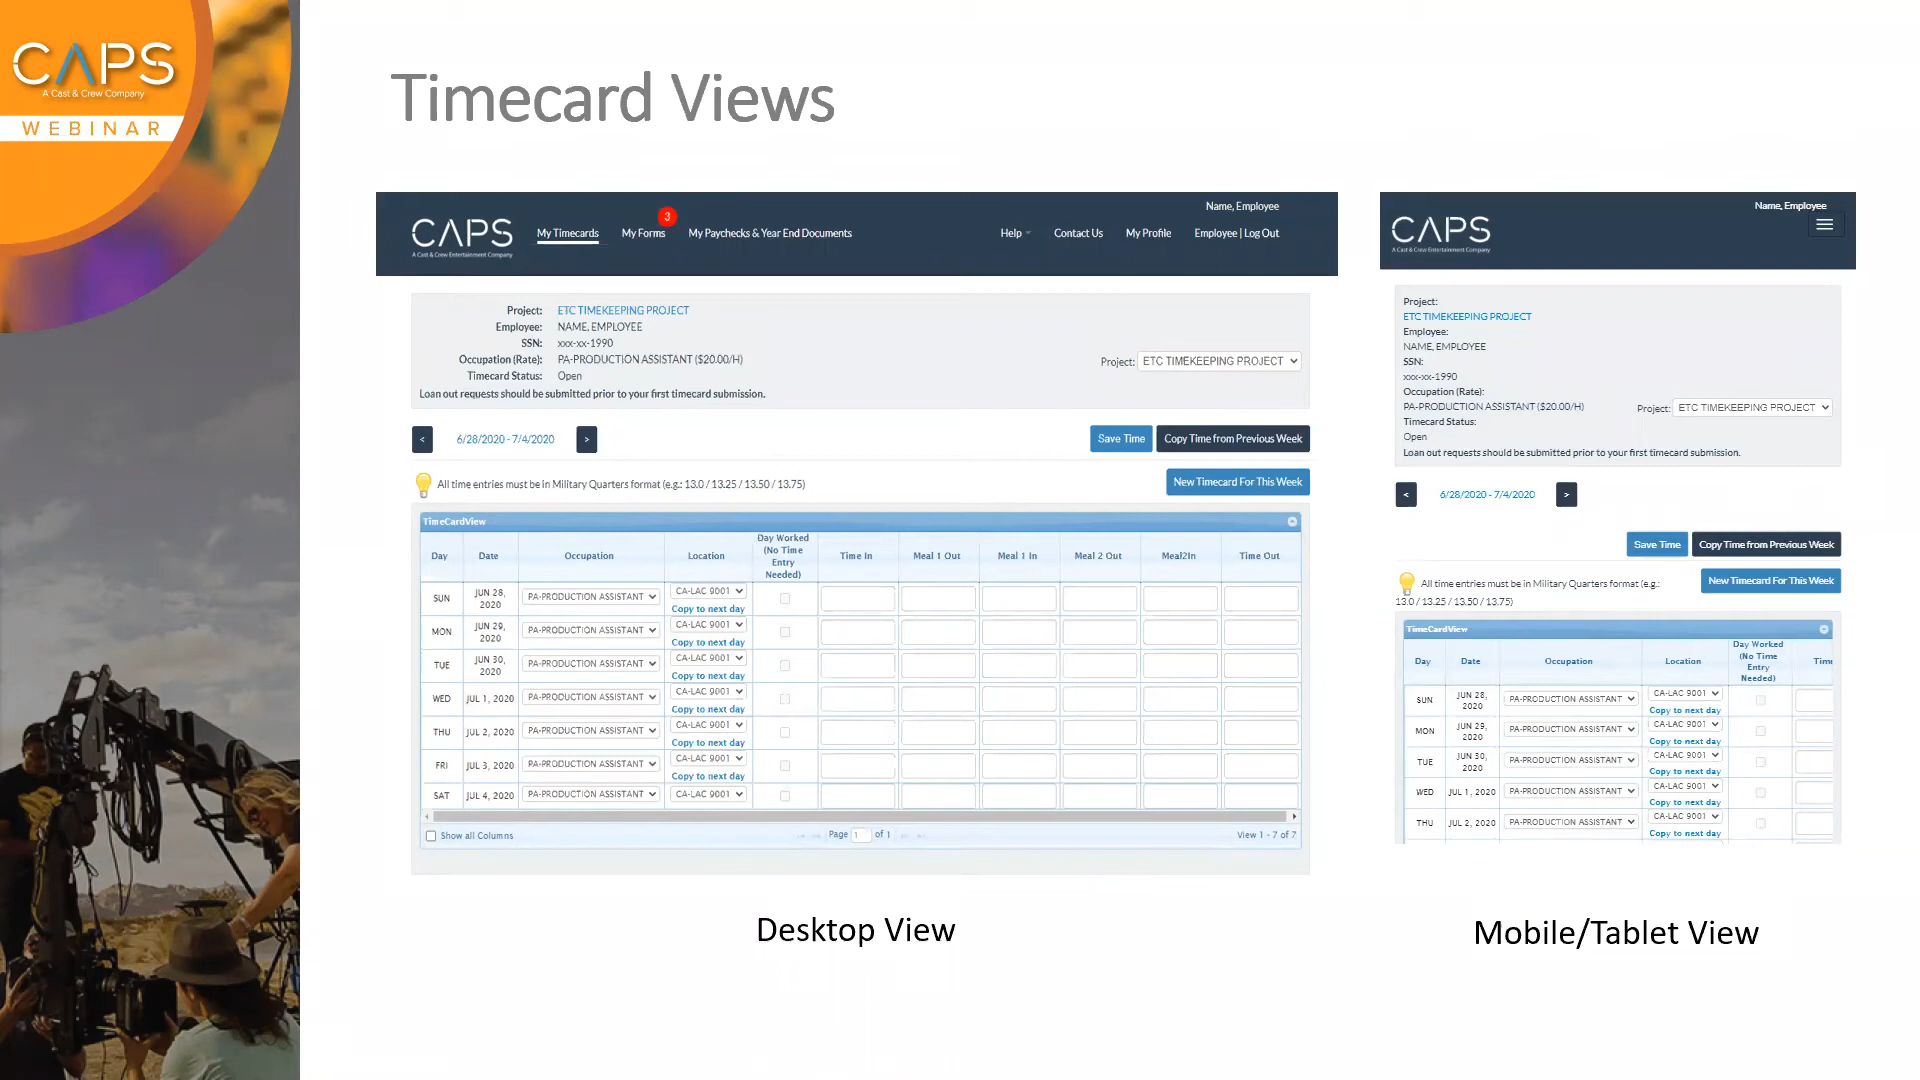 CAPS
A Cast & Crew Company
WEBINAR
Timecard Views
Name, Employee
CAPS
A Cast & Crew Entertainment Company
My Timecards
My Forms
3
My Paychecks & Year End Documents
Help
Contact Us
My Profile
Employee | Log Out
Project: ETC TIMEKEEPING PROJECT
Employee: NAME, EMPLOYEE
SSN: xxx-xx-1990
Occupation (Rate): PA-PRODUCTION ASSISTANT ($20.00/H)
Timecard Status: Open
Loan out requests should be submitted prior to your first timecard submission.
Project: ETC TIMEKEEPING PROJECT
< 6/28/2020 - 7/4/2020 >
Save Time
Copy Time from Previous Week
All time entries must be in Military Quarters format (e.g.: 13.0 / 13.25 / 13.50 / 13.75)
New Timecard For This Week
TimeCardView
Day Date Occupation Location Day Worked (No Time Entry Needed) Time In Meal 1 Out Meal 1 In Meal 2 Out Meal2In Time Out
SUN JUN 28, 2020 PA-PRODUCTION ASSISTANT CA-LAC 9001
Copy to next day
MON JUN 29, 2020 PA-PRODUCTION ASSISTANT CA-LAC 9001
Copy to next day
TUE JUN 30, 2020 PA-PRODUCTION ASSISTANT CA-LAC 9001
Copy to next day
WED JUL 1, 2020 PA-PRODUCTION ASSISTANT CA-LAC 9001
Copy to next day
THU JUL 2, 2020 PA-PRODUCTION ASSISTANT CA-LAC 9001
Copy to next day
FRI JUL 3, 2020 PA-PRODUCTION ASSISTANT CA-LAC 9001
Copy to next day
SAT JUL 4, 2020 PA-PRODUCTION ASSISTANT CA-LAC 9001
Show all Columns
Page 1 of 1
View 1 - 7 of 7
Desktop View
Name, Employee
CAPS
A Cast & Crew Entertainment Company
Project:
ETC TIMEKEEPING PROJECT
Employee:
NAME, EMPLOYEE
SSN:
xxx-xx-1990
Occupation (Rate):
PA-PRODUCTION ASSISTANT ($20.00/H)
Timecard Status:
Open
Loan out requests should be submitted prior to your first timecard submission.
Project: ETC TIMEKEEPING PROJECT
< 6/28/2020 - 7/4/2020 >
Save Time
Copy Time from Previous Week
New Timecard For This Week
All time entries must be in Military Quarters format (e.g.:
13.0 / 13.25 / 13.50 / 13.75)
TimeCardView
Day Date Occupation Location Day Worked (No Time Entry Needed) Time
SUN JUN 28, 2020 PA-PRODUCTION ASSISTANT CA-LAC 9001
Copy to next day
MON JUN 29, 2020 PA-PRODUCTION ASSISTANT CA-LAC 9001
Copy to next day
TUE JUN 30, 2020 PA-PRODUCTION ASSISTANT CA-LAC 9001
Copy to next day
WED JUL 1, 2020 PA-PRODUCTION ASSISTANT CA-LAC 9001
Copy to next day
THU JUL 2, 2020 PA-PRODUCTION ASSISTANT CA-LAC 9001
Copy to next day
Mobile/Tablet View